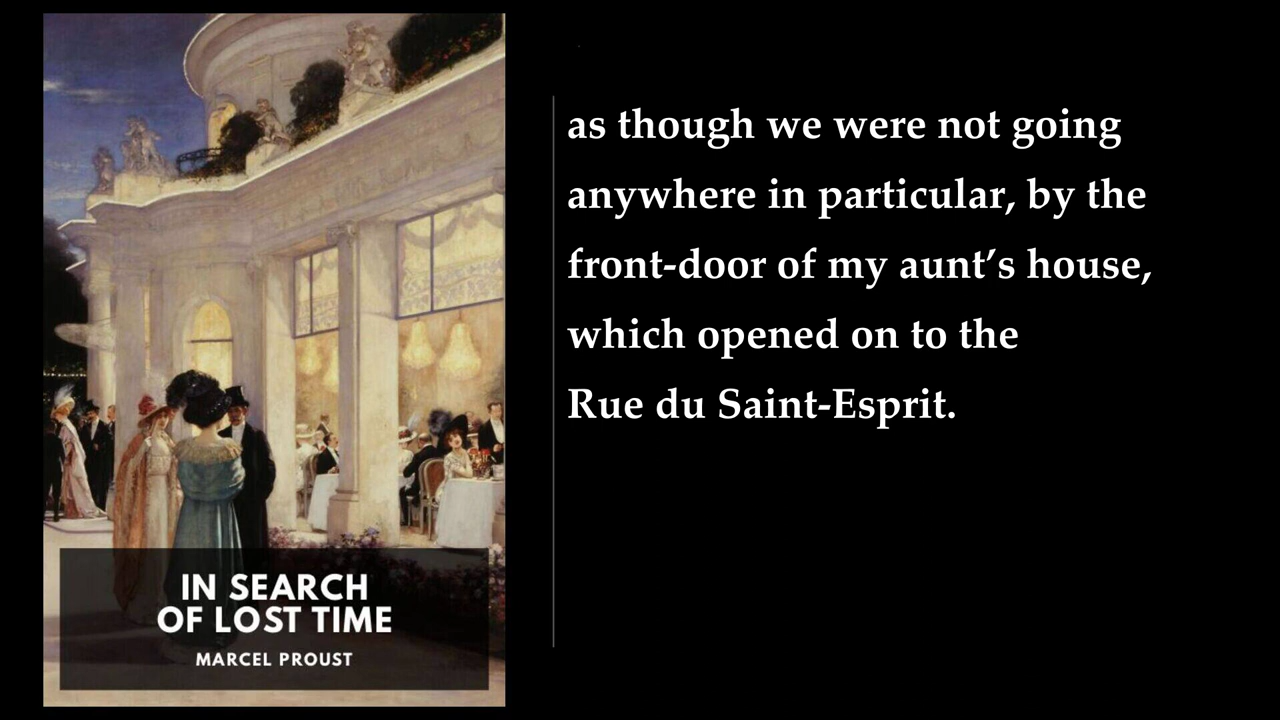 as though we were not going
anywhere in particular, by the
front-door of my aunt’s house,
which opened on to the
Rue du Saint-Esprit.
IN SEARCH
OF LOST TIME
MARCEL PROUST